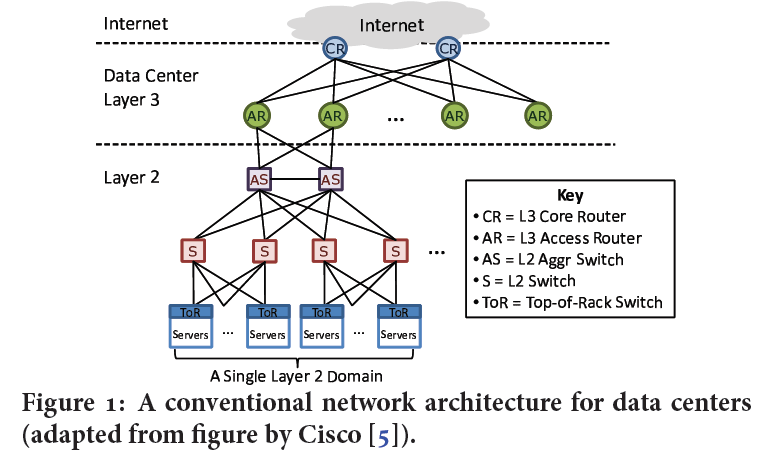 Internet
Internet
CR
CR
Data Center
Layer 3
AR
AR
...
AR
AR
Layer 2
AS
AS
Key
• CR = L3 Core Router
• AR = L3 Access Router
• AS = L2 Aggr Switch
• S = L2 Switch
• ToR = Top-of-Rack Switch
S
S
S
S
...
ToR
ToR
ToR
ToR
Servers
...
Servers
Servers
...
Servers
A Single Layer 2 Domain
Figure 1: A conventional network architecture for data centers
(adapted from figure by Cisco [5]).